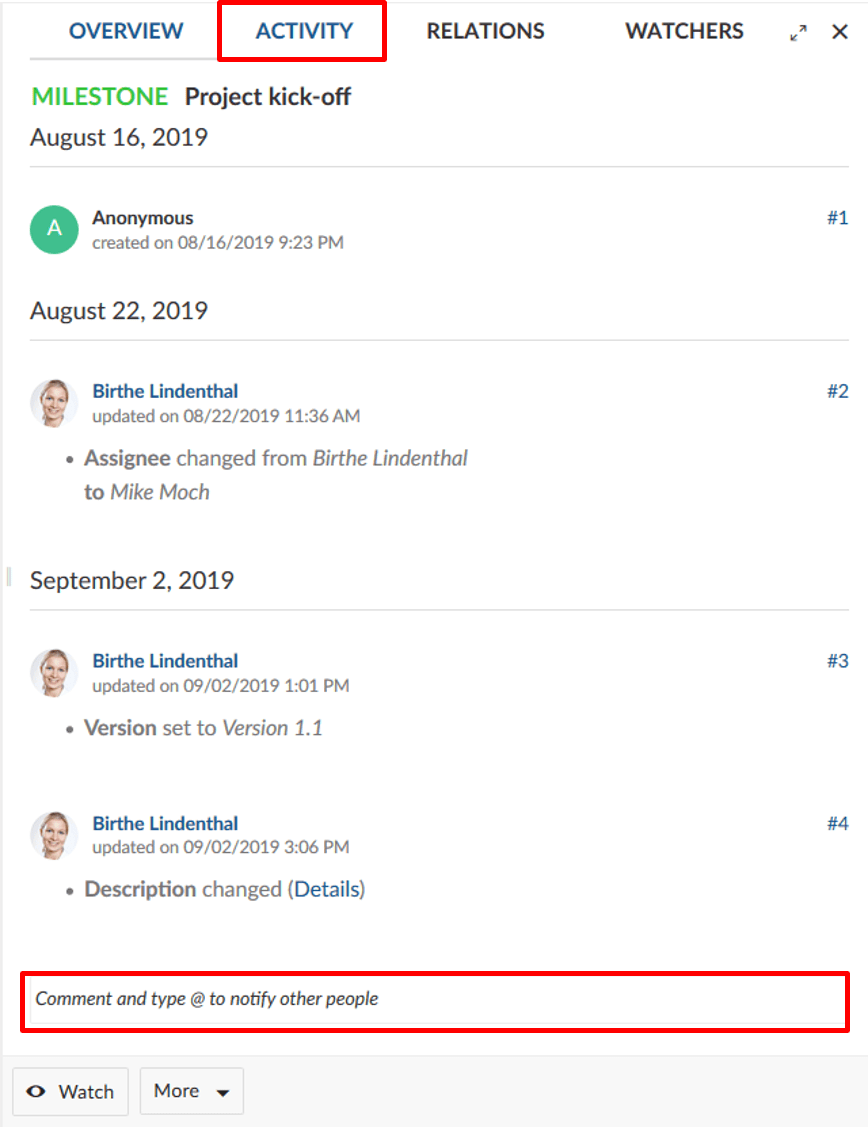 OVERVIEW ACTIVITY RELATIONS WATCHERS
MILESTONE Project kick-off
August 16, 2019
A
Anonymous #1
created on 08/16/2019 9:23 PM
August 22, 2019
Birthe Lindenthal #2
updated on 08/22/2019 11:36 AM
• Assignee changed from Birthe Lindenthal
to Mike Moch
September 2, 2019
Birthe Lindenthal #3
updated on 09/02/2019 1:01 PM
• Version set to Version 1.1
Birthe Lindenthal #4
updated on 09/02/2019 3:06 PM
• Description changed (Details)
Comment and type @ to notify other people
Watch More